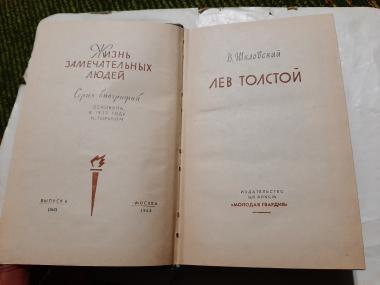 Жизнь
ЗАМЕЧАТЕЛЬНЫХ
ЛЮДЕЙ
Серия биографий
ОСНОВАНА
В 1933 ГОДУ
М. ГОРЬКИМ
ВЫПУСК 6
МОСКВА
1963
В. Шкловский
ЛЕВ ТОЛСТОЙ
ИЗДАТЕЛЬСТВО
ЦК ВЛКСМ
«МОЛОДАЯ ГВАРДИЯ»